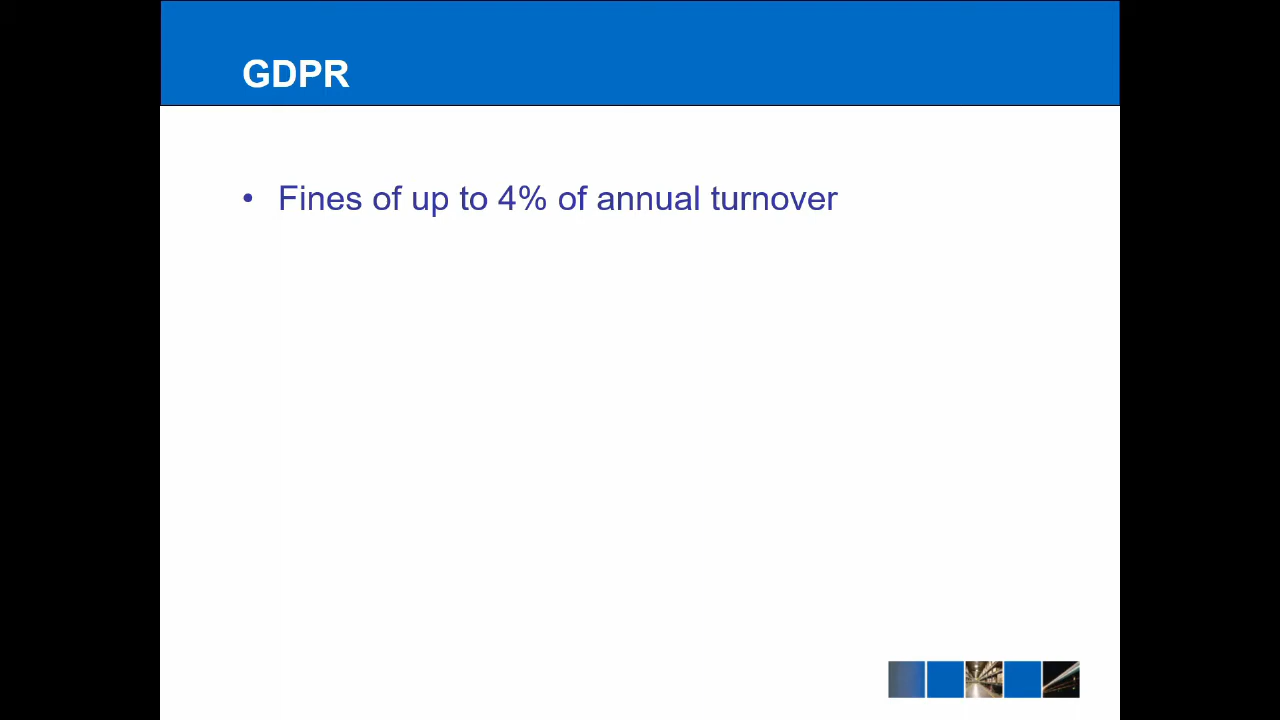 GDPR
• Fines of up to 4% of annual turnover